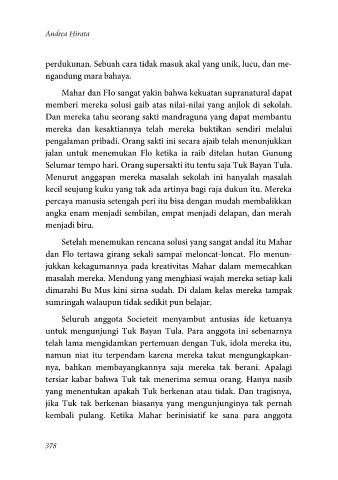 Andrea Hirata
perdukunan. Sebuah cara tidak masuk akal yang unik, lucu, dan me-
ngandung mara bahaya.
Mahar dan Flo sangat yakin bahwa kekuatan supranatural dapat
memberi mereka solusi gaib atas nilai-nilai yang anjlok di sekolah.
Dan mereka tahu seorang sakti mandraguna yang dapat membantu
mereka dan kesaktiannya telah mereka buktikan sendiri melalui
pengalaman pribadi. Orang sakti ini secara ajaib telah menunjukkan
jalan untuk menemukan Flo ketika ia raib ditelan hutan Gunung
Selumar tempo hari. Orang supersakti itu tentu saja Tuk Bayan Tula.
Menurut anggapan mereka masalah sekolah ini hanyalah masalah
kecil seujung kuku yang tak ada artinya bagi raja dukun itu. Mereka
percaya manusia setengah peri itu bisa dengan mudah membalikkan
angka enam menjadi sembilan, empat menjadi delapan, dan merah
menjadi biru.
Setelah menemukan rencana solusi yang sangat andal itu Mahar
dan Flo tertawa girang sekali sampai meloncat-loncat. Flo menun-
jukkan kekagumannya pada kreativitas Mahar dalam memecahkan
masalah mereka. Mendung yang menghiasi wajah mereka setiap kali
dimarahi Bu Mus kini sirna sudah. Di dalam kelas mereka tampak
sumringah walaupun tidak sedikit pun belajar.
Seluruh anggota Societeit menyambut antusias ide ketuanya
untuk mengunjungi Tuk Bayan Tula. Para anggota ini sebenarnya
telah lama mengidamkan pertemuan dengan Tuk, idola mereka itu,
namun niat itu terpendam karena mereka takut mengungkapkan-
nya, bahkan membayangkannya saja mereka tak berani. Apalagi
tersiar kabar bahwa Tuk tak menerima semua orang. Hanya nasib
yang menentukan apakah Tuk berkenan atau tidak. Dan tragisnya,
jika Tuk tak berkenan biasanya yang mengunjunginya tak pernah
kembali pulang. Ketika Mahar berinisiatif ke sana para anggota
378